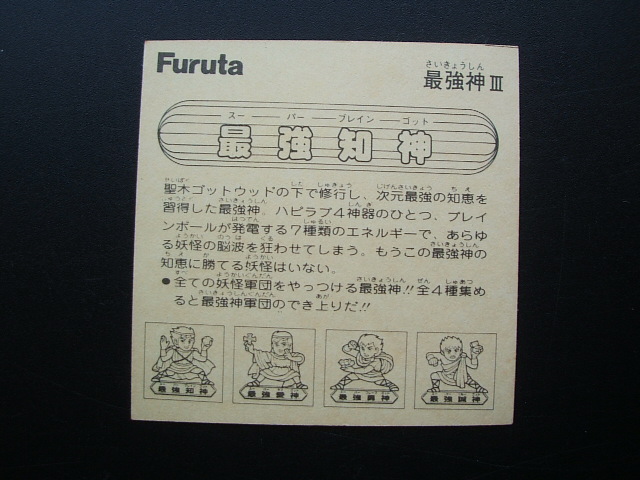 Furuta
さいきょうしん
最強神Ⅲ
スーパーブレインゴット
最強知神
聖木ゴットウッドの下で修行し、次元最強の知恵を
習得した最強神。ハピラブ4神器のひとつ、ブレイ
ンボールが発電する7種類のエネルギーで、あらゆ
る妖怪の脳波を狂わせてしまう。もうこの最強神の
知恵に勝てる妖怪はいない。
●全ての妖怪軍団をやっつける最強神!!全4種集め
ると最強神軍団のでき上りだ!!
最強知神 最強愛神 最強勇神 最強誠神